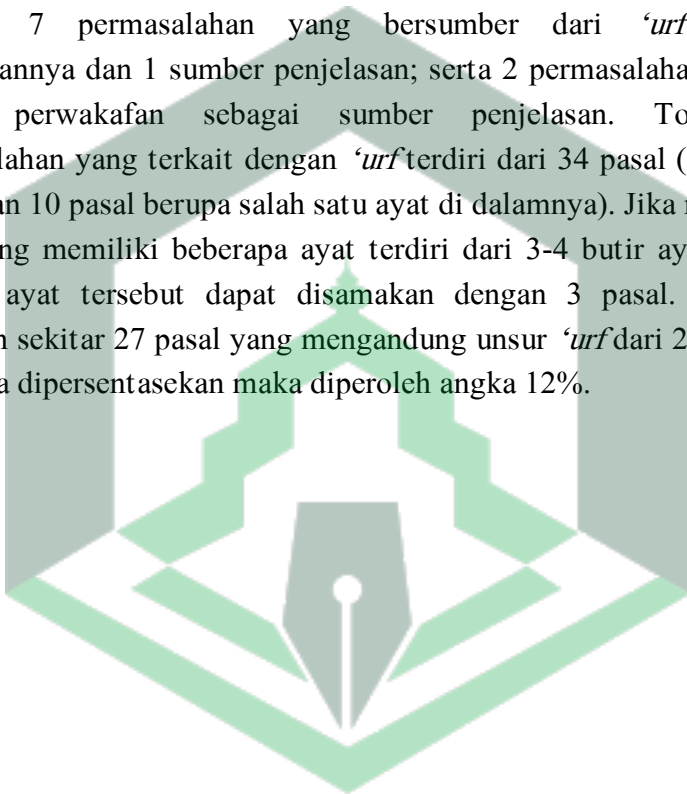 7 permasalahan yang bersumber dari ‘urf
annya dan 1 sumber penjelasan; serta 2 permasalaha
perwakafan sebagai sumber penjelasan. To
lahan yang terkait dengan ‘urf terdiri dari 34 pasal (
an 10 pasal berupa salah satu ayat di dalamnya). Jika
ng memiliki beberapa ayat terdiri dari 3-4 butir ay
ayat tersebut dapat disamakan dengan 3 pasal.
n sekitar 27 pasal yang mengandung unsur ‘urf dari 2
a dipersentasekan maka diperoleh angka 12%.